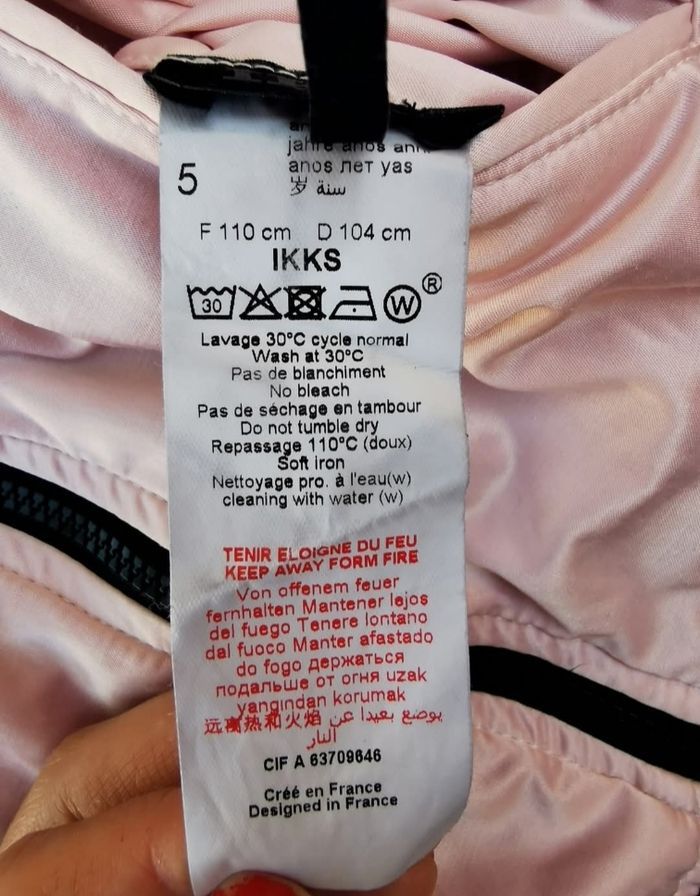 jahre anos ann
5
anos лет yas
岁 سنة
F 110 cm D 104 cm
IKKS
30 W ®
Lavage 30°C cycle normal
Wash at 30°C
Pas de blanchiment
No bleach
Pas de séchage en tambour
Do not tumble dry
Repassage 110°C (doux)
Soft iron
Nettoyage pro. à l'eau(w)
cleaning with water (w)
TENIR ELOIGNE DU FEU
KEEP AWAY FORM FIRE
Von offenem feuer
fernhalten Mantener lejos
del fuego Tenere lontano
dal fuoco Manter afastado
do fogo держаться
подальше от огня uzak
yangindan korumak
远离热和火焰 يوضع بعيدا عن
النار
CIF A 63709646
Créé en France
Designed in France